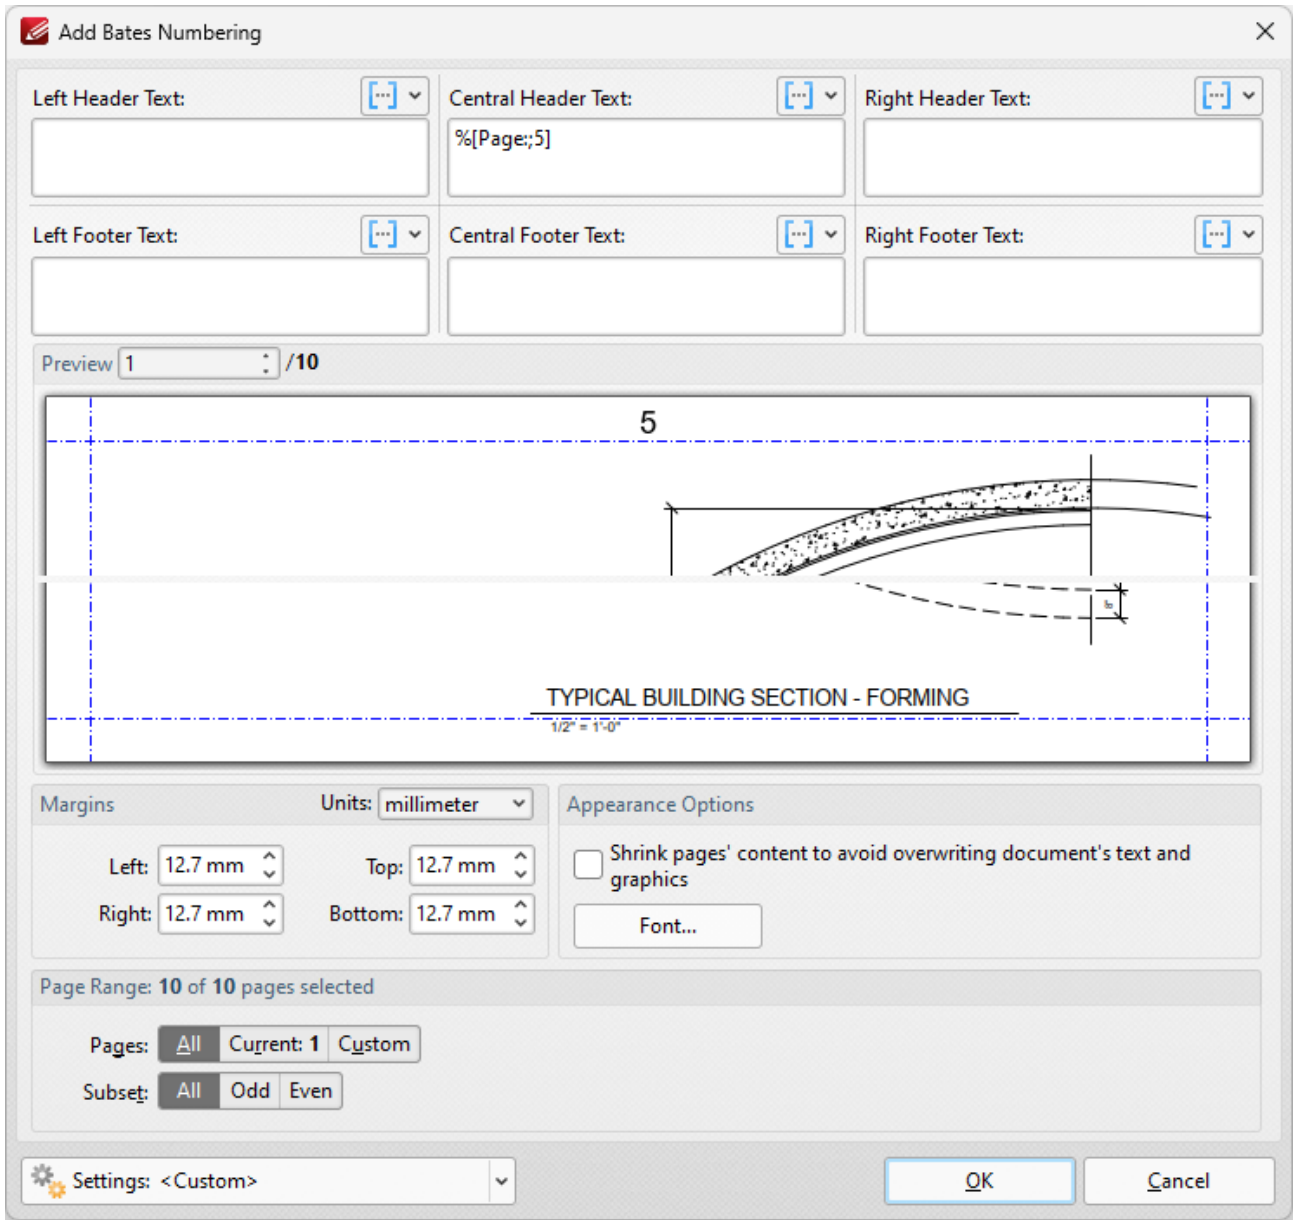 Add Bates Numbering
Left Header Text:
Central Header Text:
Right Header Text:
%[Page:;5]
Left Footer Text:
Central Footer Text:
Right Footer Text:
Preview 1 /10
5
TYPICAL BUILDING SECTION - FORMING
1/2" = 1'-0"
Margins
Units: millimeter
Left: 12.7 mm
Top: 12.7 mm
Right: 12.7 mm
Bottom: 12.7 mm
Appearance Options
Shrink pages' content to avoid overwriting document's text and
graphics
Font...
Page Range: 10 of 10 pages selected
Pages: All Current: 1 Custom
Subset: All Odd Even
Settings: <Custom>
OK
Cancel